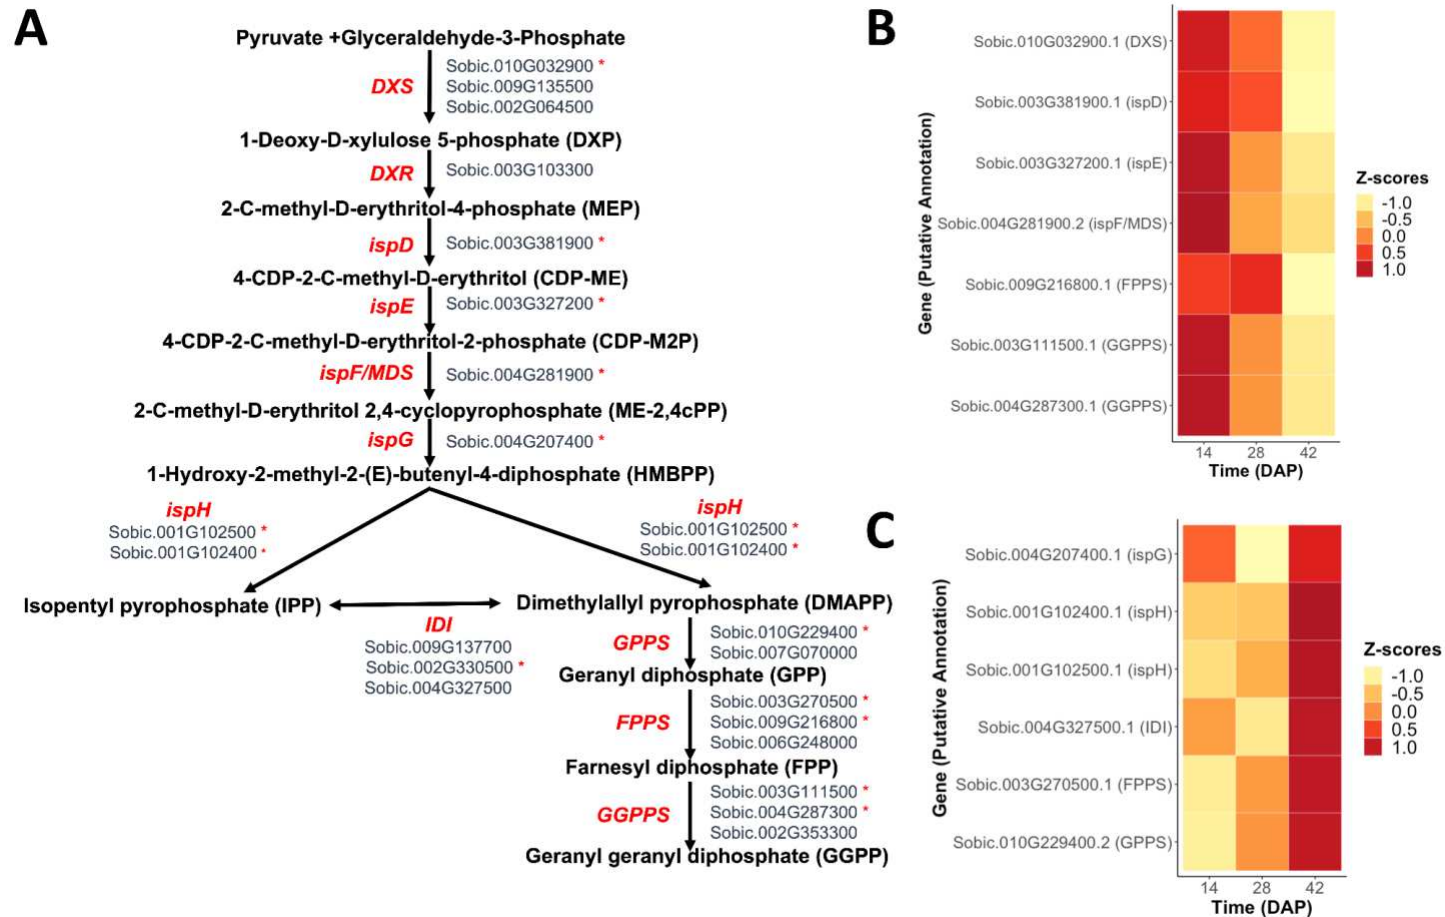 A
Pyruvate +Glyceraldehyde-3-Phosphate
DXS
Sobic.010G032900 *
Sobic.009G135500
Sobic.002G064500
1-Deoxy-D-xylulose 5-phosphate (DXP)
DXR
Sobic.003G103300
2-C-methyl-D-erythritol-4-phosphate (MEP)
ispD
Sobic.003G381900 *
4-CDP-2-C-methyl-D-erythritol (CDP-ME)
ispE
Sobic.003G327200 *
4-CDP-2-C-methyl-D-erythritol-2-phosphate (CDP-M2P)
ispF/MDS
Sobic.004G281900 *
2-C-methyl-D-erythritol 2,4-cyclopyrophosphate (ME-2,4cPP)
ispG
Sobic.004G207400 *
1-Hydroxy-2-methyl-2-(E)-butenyl-4-diphosphate (HMBPP)
ispH
Sobic.001G102500 *
Sobic.001G102400 *
ispH
Sobic.001G102500 *
Sobic.001G102400 *
Isopentyl pyrophosphate (IPP)
Dimethylallyl pyrophosphate (DMAPP)
IDI
Sobic.009G137700
Sobic.002G330500 *
Sobic.004G327500
GPPS
Sobic.010G229400 *
Sobic.007G070000
Geranyl diphosphate (GPP)
FPPS
Sobic.003G270500 *
Sobic.009G216800 *
Sobic.006G248000
Farnesyl diphosphate (FPP)
GGPPS
Sobic.003G111500 *
Sobic.004G287300 *
Sobic.002G353300
Geranyl geranyl diphosphate (GGPP)
B
Gene (Putative Annotation)
Sobic.010G032900.1 (DXS)
Sobic.003G381900.1 (ispD)
Sobic.003G327200.1 (ispE)
Sobic.004G281900.2 (ispF/MDS)
Sobic.009G216800.1 (FPPS)
Sobic.003G111500.1 (GGPPS)
Sobic.004G287300.1 (GGPPS)
14 28 42
Time (DAP)
Z-scores
-1.0
-0.5
0.0
0.5
1.0
C
Gene (Putative Annotation)
Sobic.004G207400.1 (ispG)
Sobic.001G102400.1 (ispH)
Sobic.001G102500.1 (ispH)
Sobic.004G327500.1 (IDI)
Sobic.003G270500.1 (FPPS)
Sobic.010G229400.2 (GPPS)
14 28 42
Time (DAP)
Z-scores
-1.0
-0.5
0.0
0.5
1.0